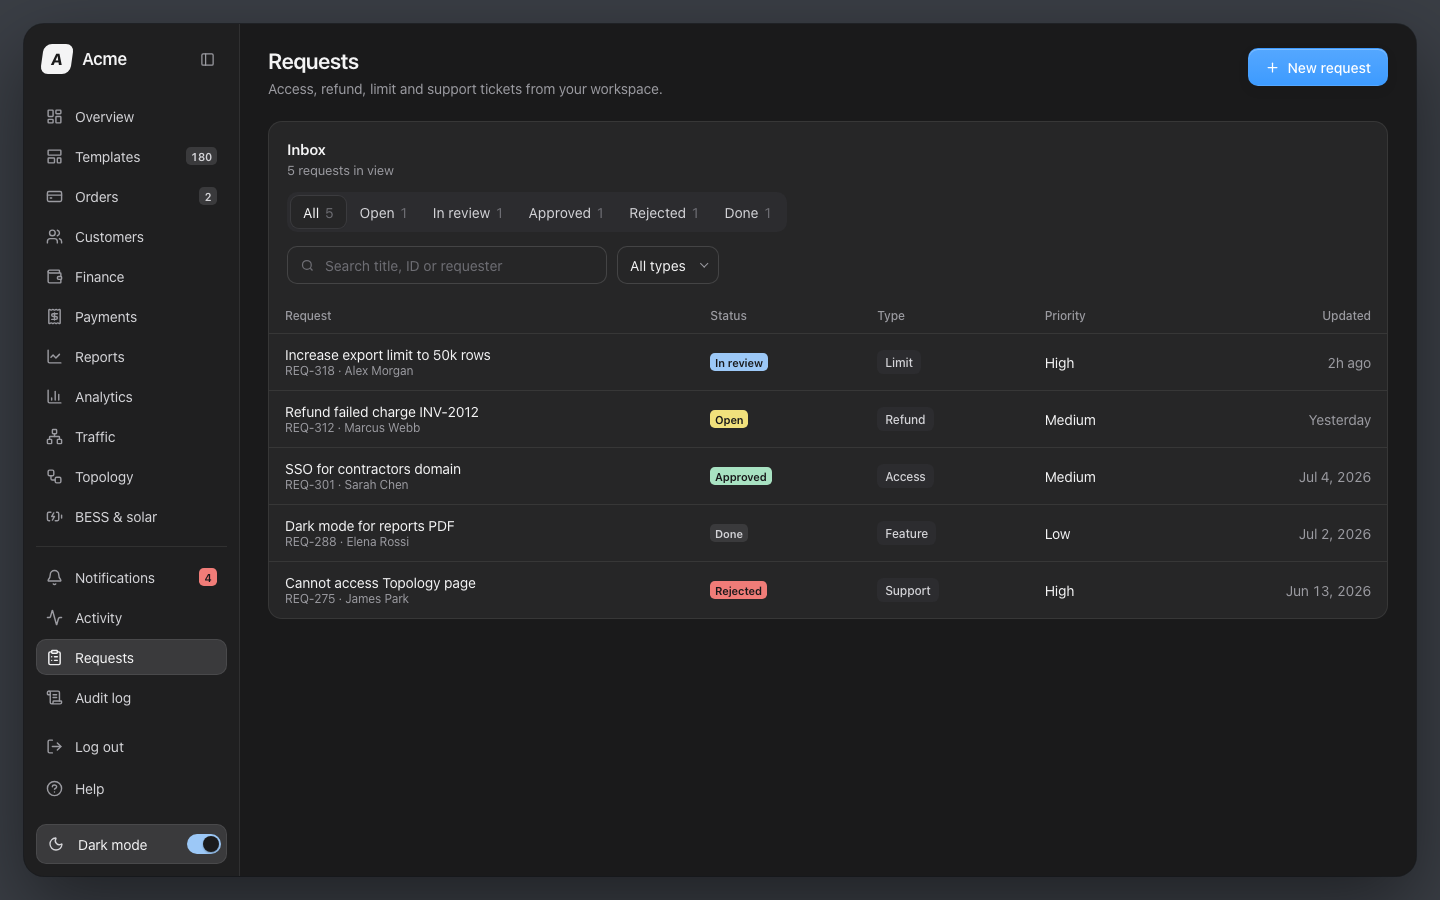 A Acme
Overview
Templates 180
Orders 2
Customers
Finance
Payments
Reports
Analytics
Traffic
Topology
BESS & solar
Notifications 4
Activity
Requests
Audit log
Log out
Help
Dark mode
Requests
Access, refund, limit and support tickets from your workspace.
New request
Inbox
5 requests in view
All 5 Open 1 In review 1 Approved 1 Rejected 1 Done 1
Search title, ID or requester All types
Request Status Type Priority Updated
Increase export limit to 50k rows
REQ-318 · Alex Morgan
In review Limit High 2h ago
Refund failed charge INV-2012
REQ-312 · Marcus Webb
Open Refund Medium Yesterday
SSO for contractors domain
REQ-301 · Sarah Chen
Approved Access Medium Jul 4, 2026
Dark mode for reports PDF
REQ-288 · Elena Rossi
Done Feature Low Jul 2, 2026
Cannot access Topology page
REQ-275 · James Park
Rejected Support High Jun 13, 2026